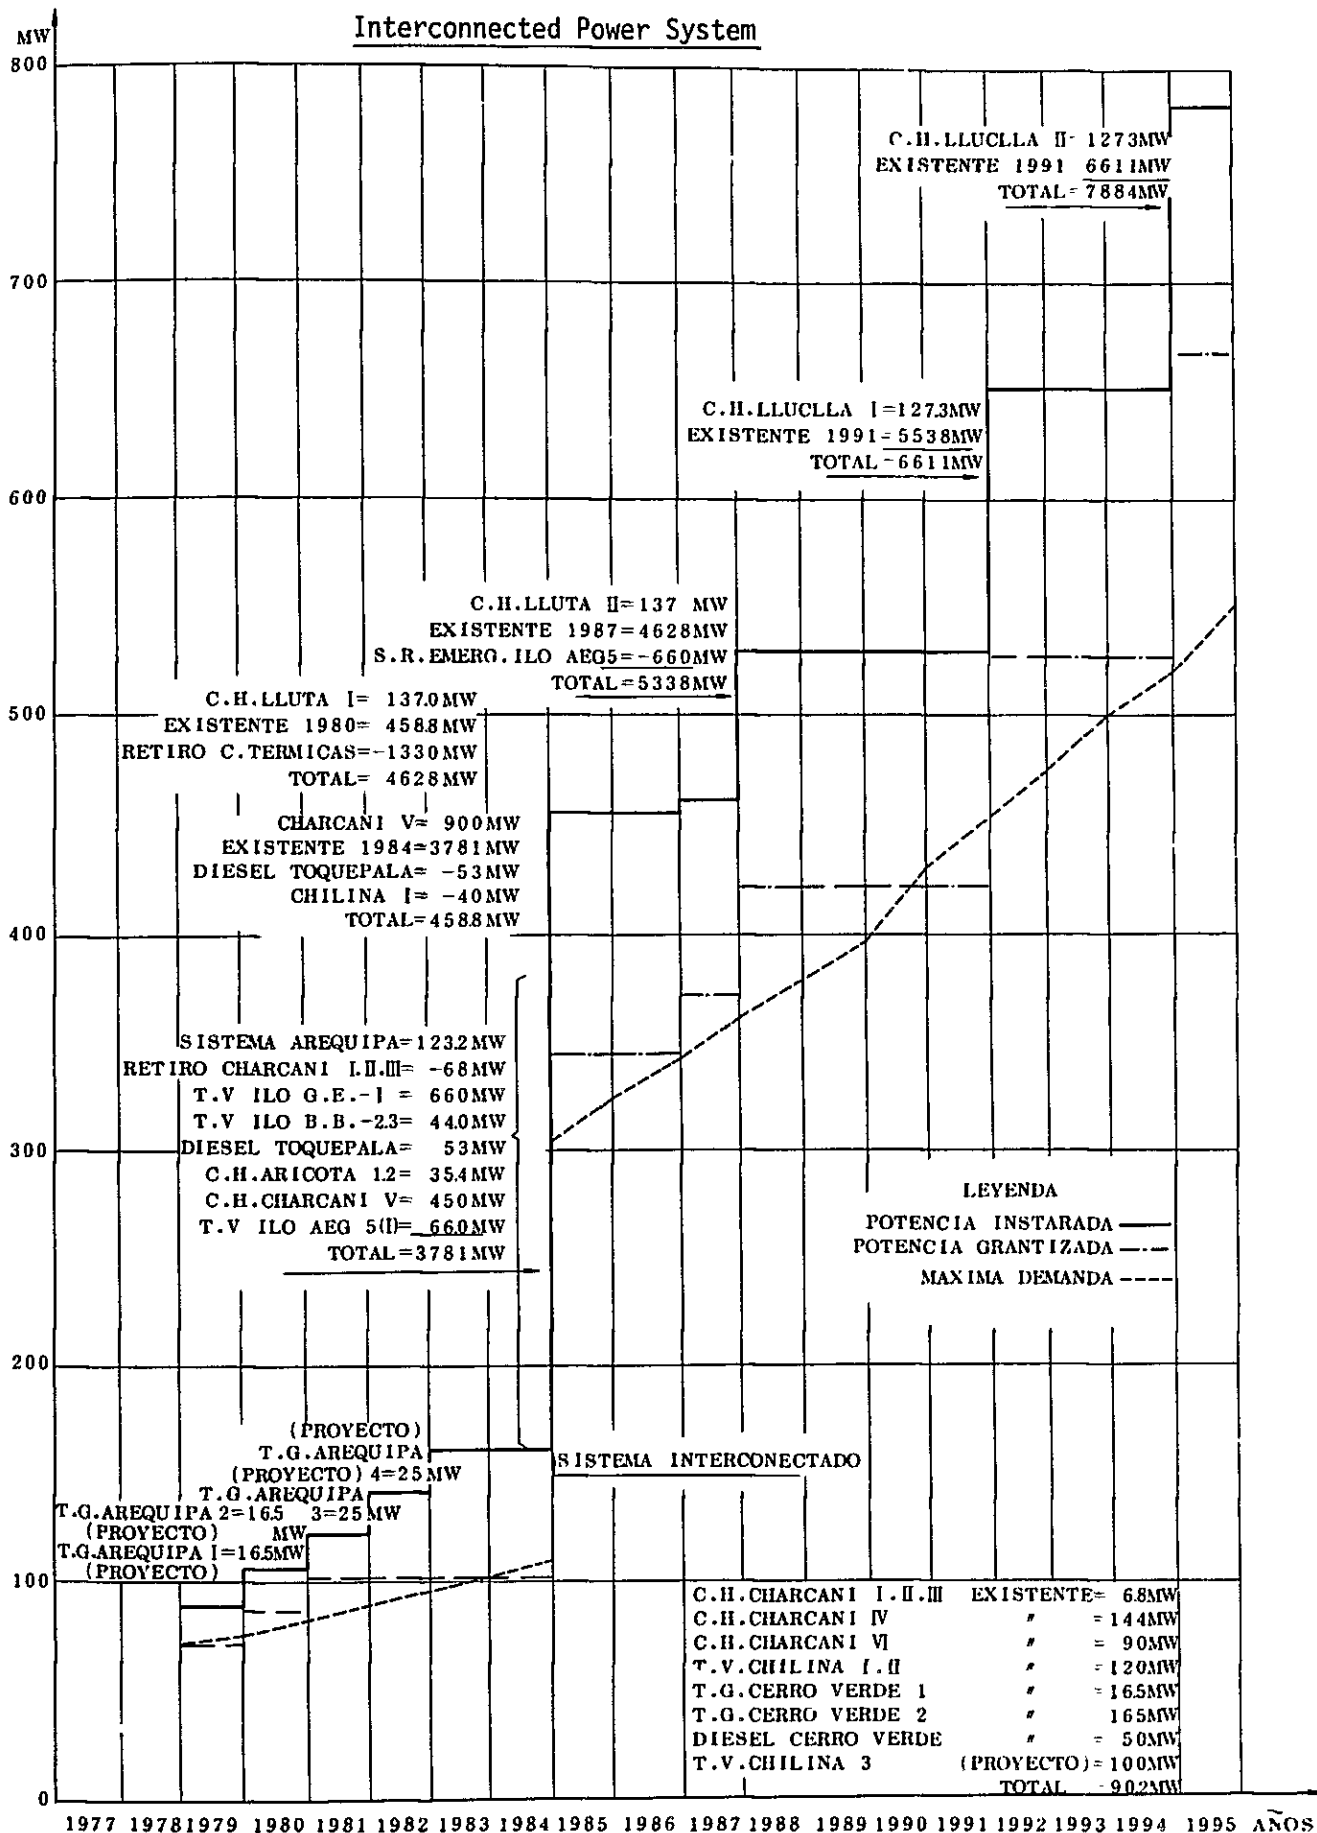 Interconnected Power System
MW
800
C.H.LLUCLLA II- 1273MW
EXISTENTE 1991 6611MW
TOTAL=7884MW
700
C.H.LLUCLLA I=127.3MW
EXISTENTE 1991=5538MW
TOTAL-6611MW
600
C.H.LLUTA II=137 MW
EXISTENTE 1987=4628MW
S.R.EMERG.ILO AEG5=-660MW
TOTAL=5338MW
C.H.LLUTA I= 137.0MW
EXISTENTE 1980= 458.8MW
RETIRO C.TERMICAS=-1330MW
TOTAL= 4628MW
500
CHARCANI V= 900MW
EXISTENTE 1984=3781MW
DIESEL TOQUEPALA= -53MW
CHILINA I= -40MW
TOTAL=458.8MW
400
SISTEMA AREQUIPA=123.2MW
RETIRO CHARCANI I.II.III= -68MW
T.V ILO G.E.-1 = 660MW
T.V ILO B.B.-2.3= 44.0MW
DIESEL TOQUEPALA= 53MW
C.H.ARICOTA 1.2= 35.4MW
C.H.CHARCANI V= 450MW
T.V ILO AEG 5(I)= 66.0MW
TOTAL=3781MW
300
LEYENDA
POTENCIA INSTARADA
POTENCIA GRANTIZADA
MAXIMA DEMANDA
200
(PROYECTO)
T.G.AREQUIPA
(PROYECTO) 4=25MW
T.G.AREQUIPA
T.G.AREQUIPA 2=16.5 3=25MW
(PROYECTO) MW
T.G.AREQUIPA I=16.5MW
(PROYECTO)
SISTEMA INTERCONECTADO
100
C.H.CHARCANI I.II.III EXISTENTE= 6.8MW
C.H.CHARCANI IV 〃 =144MW
C.H.CHARCANI VI 〃 = 90MW
T.V.CHILINA I.II 〃 =120MW
T.G.CERRO VERDE 1 〃 =165MW
T.G.CERRO VERDE 2 〃 165MW
DIESEL CERRO VERDE 〃 = 50MW
T.V.CHILINA 3 (PROYECTO)=100MW
TOTAL -90.2MW
0
1977 1978 1979 1980 1981 1982 1983 1984 1985 1986 1987 1988 1989 1990 1991 1992 1993 1994 1995 AÑOS